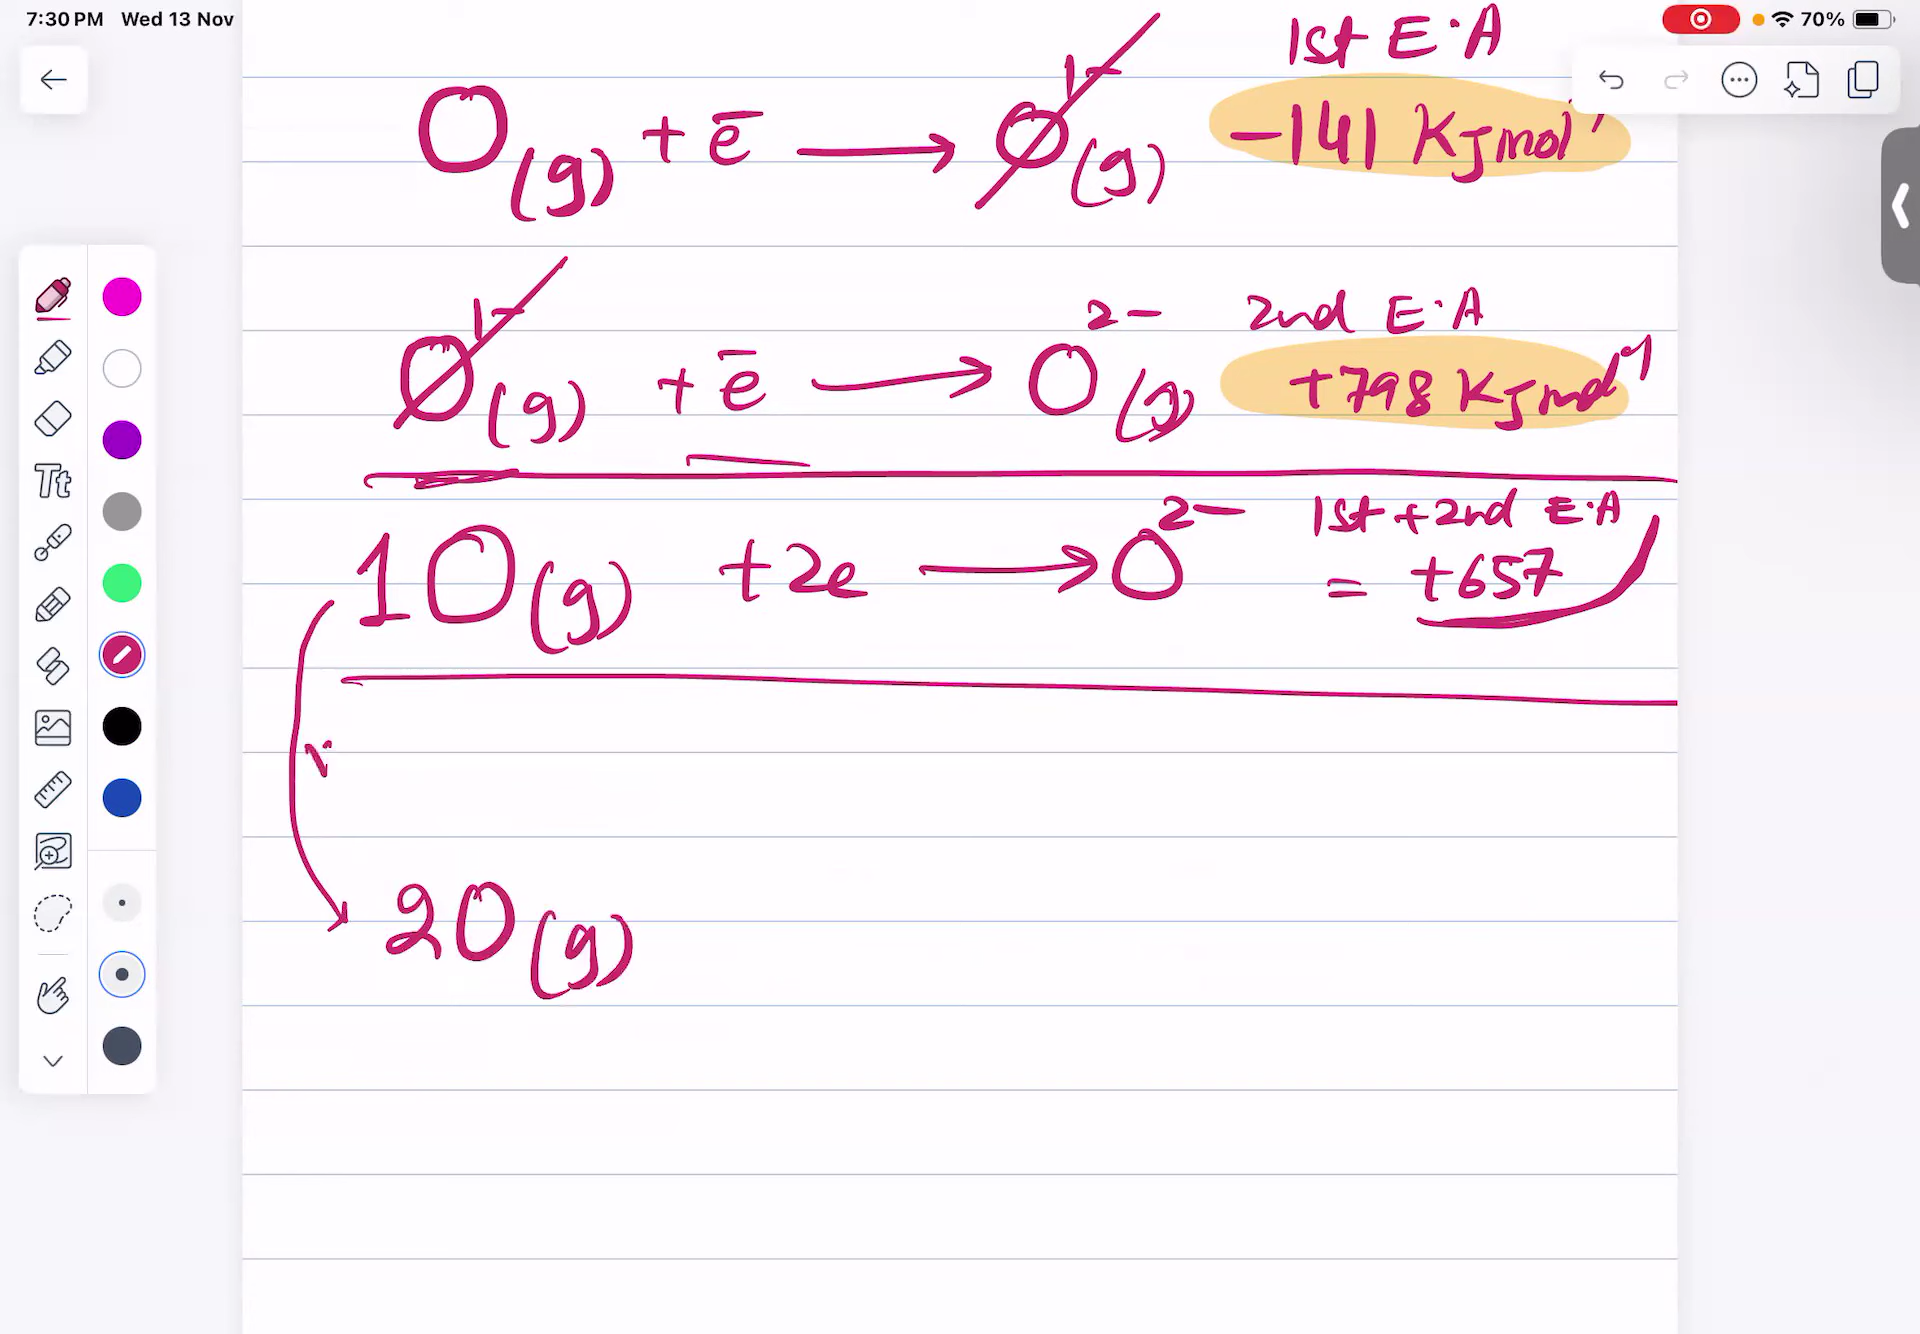 7:30 PM Wed 13 Nov
70%
1st E·A
O(g) + e̅ → O¹⁻(g) -141 KJmol⁻¹
2nd E·A
O¹⁻(g) + e̅ → O²⁻(g) +798 KJmol⁻¹
1st + 2nd E·A
1O(g) +2e → O²⁻ = +657
2O(g)
Tt